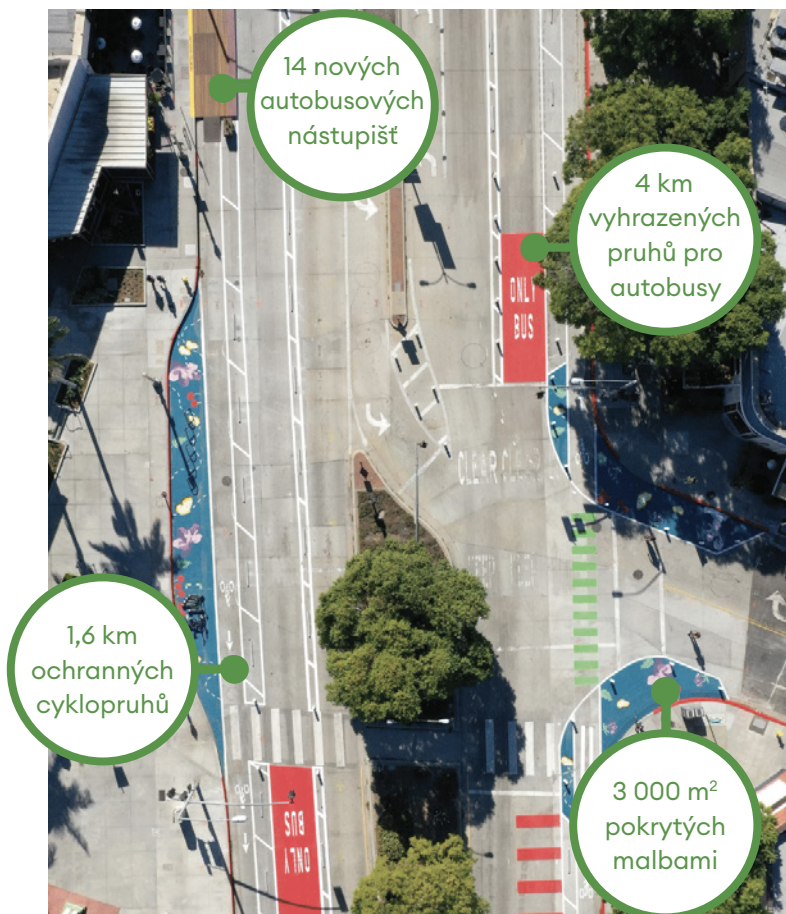 14 nových
autobusových
nástupišť
4 km
vyhrazených
pruhů pro
autobusy
ONLY
BUS
CLEAR
1,6 km
ochranných
cyklopruhů
3 000 m²
pokrytých
malbami
BUS
ONLY